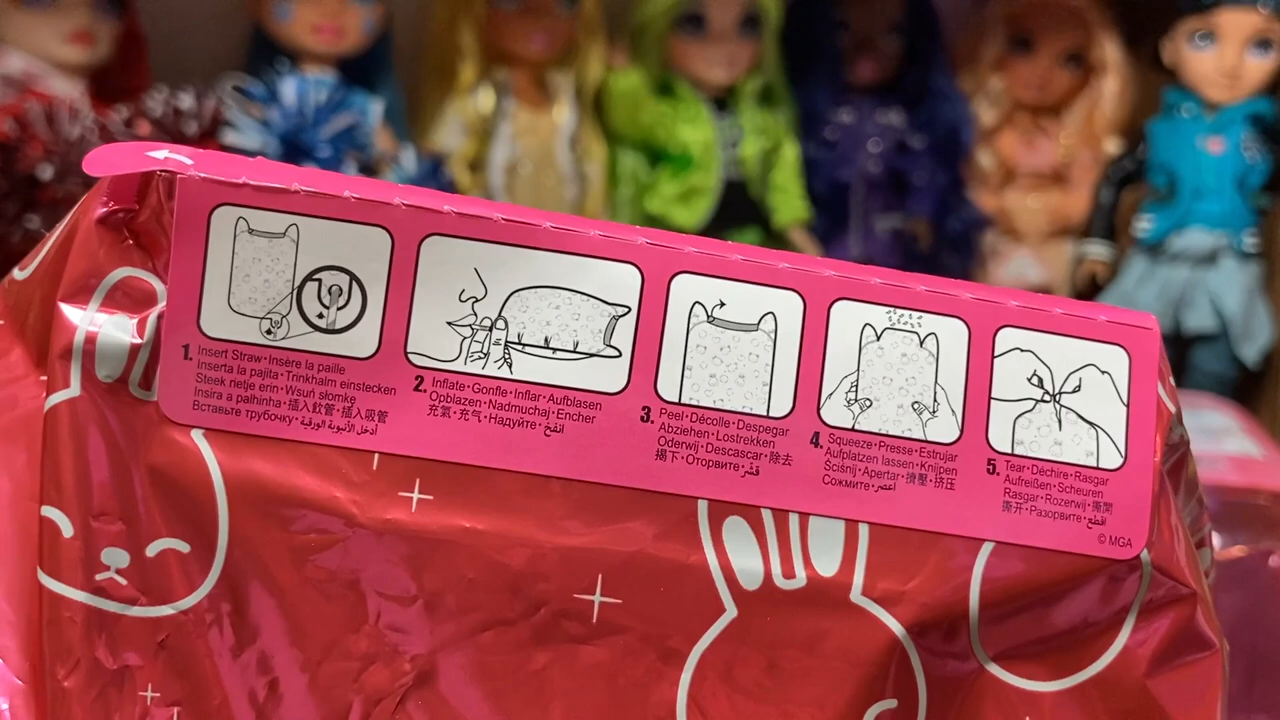 1. Insert Straw•Insère la paille
Inserta la pajita•Trinkhalm einstecken
Steek rietje erin•Wsuń słomkę
Insira a palhinha•插入飲管•插入吸管
Вставьте трубочку•أدخل الأنبوبة الورقية
2. Inflate•Gonfle•Inflar•Aufblasen
Opblazen•Nadmuchaj•Encher
充氣•充气•Надуйте•انفخ
3. Peel•Décolle•Despegar
Abziehen•Lostrekken
Oderwij•Descascar•除去
揭下•Оторвите•قشّر
4. Squeeze•Presse•Estrujar
Aufplatzen lassen•Knijpen
Ściśnij•Apertar•擠壓•挤压
Сожмите•اعصر
5. Tear•Déchire•Rasgar
Aufreißen•Scheuren
Rasgar•Rozerwij•撕開
撕开•Разорвите•اقطع
© MGA